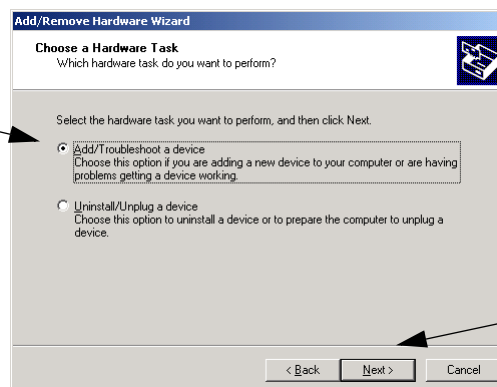 Add/Remove Hardware Wizard
Choose a Hardware Task
Which hardware task do you want to perform?
Select the hardware task you want to perform, and then click Next.
Add/Troubleshoot a device
Choose this option if you are adding a new device to your computer or are having
problems getting a device working.
Uninstall/Unplug a device
Choose this option to uninstall a device or to prepare the computer to unplug a
device.
< Back Next > Cancel